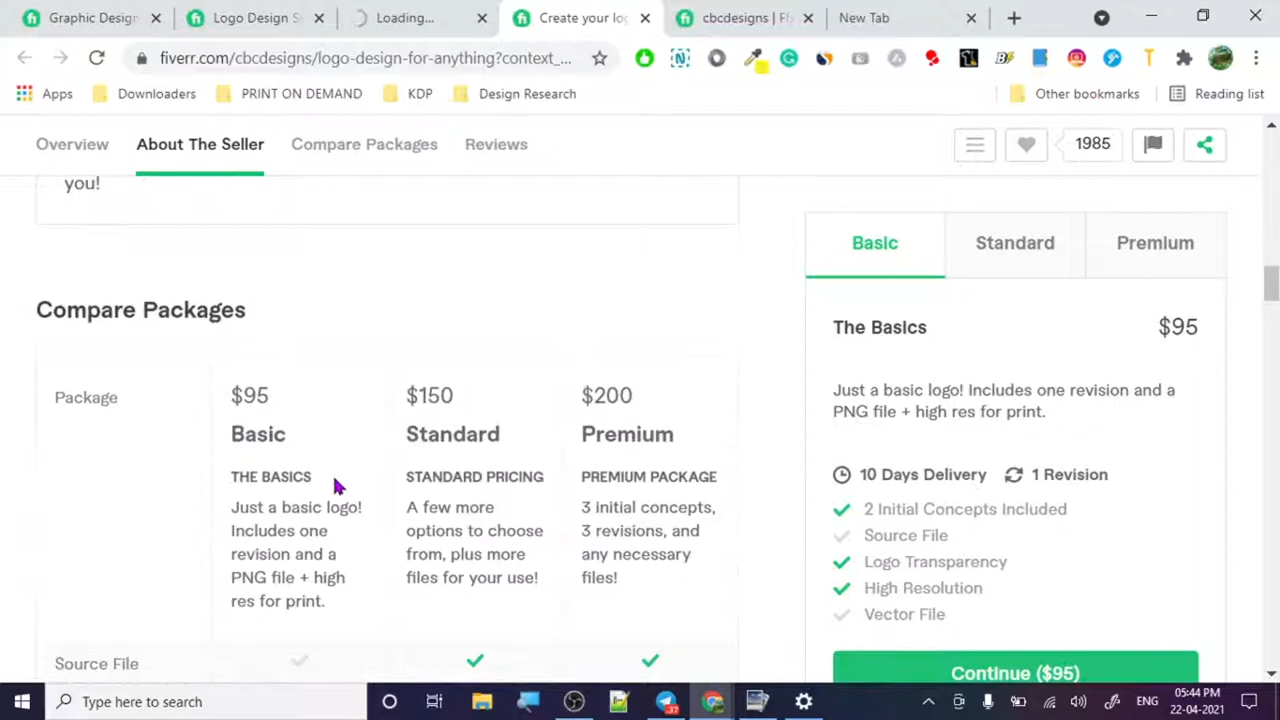 Graphic Design
Logo Design S
Loading...
Create your lo
cbcdesigns | F
New Tab
fiverr.com/cbcdesigns/logo-design-for-anything?context_...
Apps
Downloaders
PRINT ON DEMAND
KDP
Design Research
Other bookmarks
Reading list
Overview
About The Seller
Compare Packages
Reviews
1985
you!
Compare Packages
Package
$95
Basic
THE BASICS
Just a basic logo!
Includes one
revision and a
PNG file + high
res for print.
$150
Standard
STANDARD PRICING
A few more
options to choose
from, plus more
files for your use!
$200
Premium
PREMIUM PACKAGE
3 initial concepts,
3 revisions, and
any necessary
files!
Source File
Basic
Standard
Premium
The Basics
$95
Just a basic logo! Includes one revision and a
PNG file + high res for print.
10 Days Delivery
1 Revision
2 Initial Concepts Included
Source File
Logo Transparency
High Resolution
Vector File
Continue ($95)
Type here to search
37
ENG
05:44 PM
22-04-2021